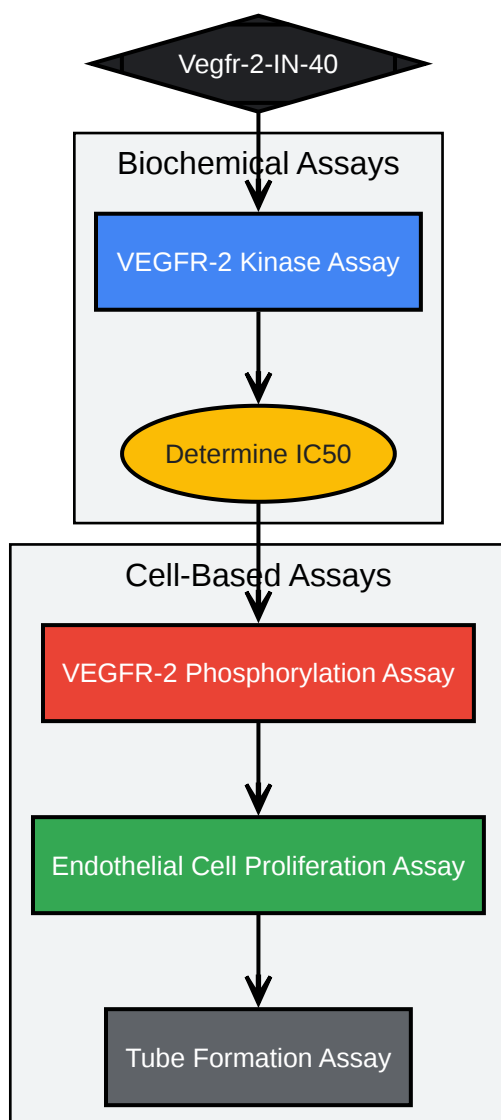 Vegfr-2-IN-40
Biochemical Assays
VEGFR-2 Kinase Assay
Determine IC50
Cell-Based Assays
VEGFR-2 Phosphorylation Assay
Endothelial Cell Proliferation Assay
Tube Formation Assay